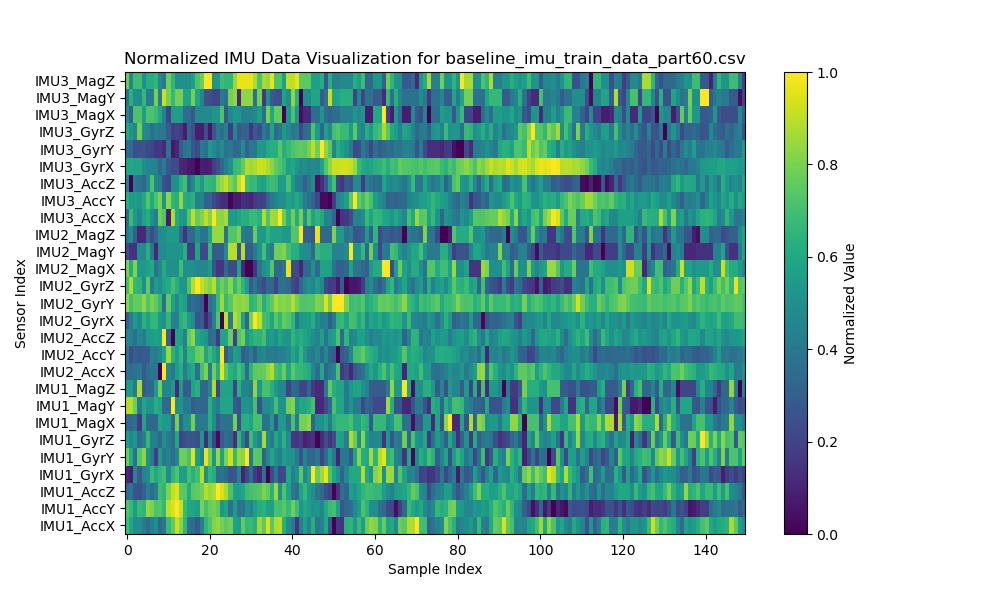 Normalized IMU Data Visualization for baseline_imu_train_data_part60.csv
IMU3_MagZ
IMU3_MagY
IMU3_MagX
IMU3_GyrZ
IMU3_GyrY
IMU3_GyrX
IMU3_AccZ
IMU3_AccY
IMU3_AccX
IMU2_MagZ
IMU2_MagY
IMU2_MagX
IMU2_GyrZ
IMU2_GyrY
IMU2_GyrX
IMU2_AccZ
IMU2_AccY
IMU2_AccX
IMU1_MagZ
IMU1_MagY
IMU1_MagX
IMU1_GyrZ
IMU1_GyrY
IMU1_GyrX
IMU1_AccZ
IMU1_AccY
IMU1_AccX
Sensor Index
0 20 40 60 80 100 120 140
Sample Index
1.0
0.8
0.6
0.4
0.2
0.0
Normalized Value